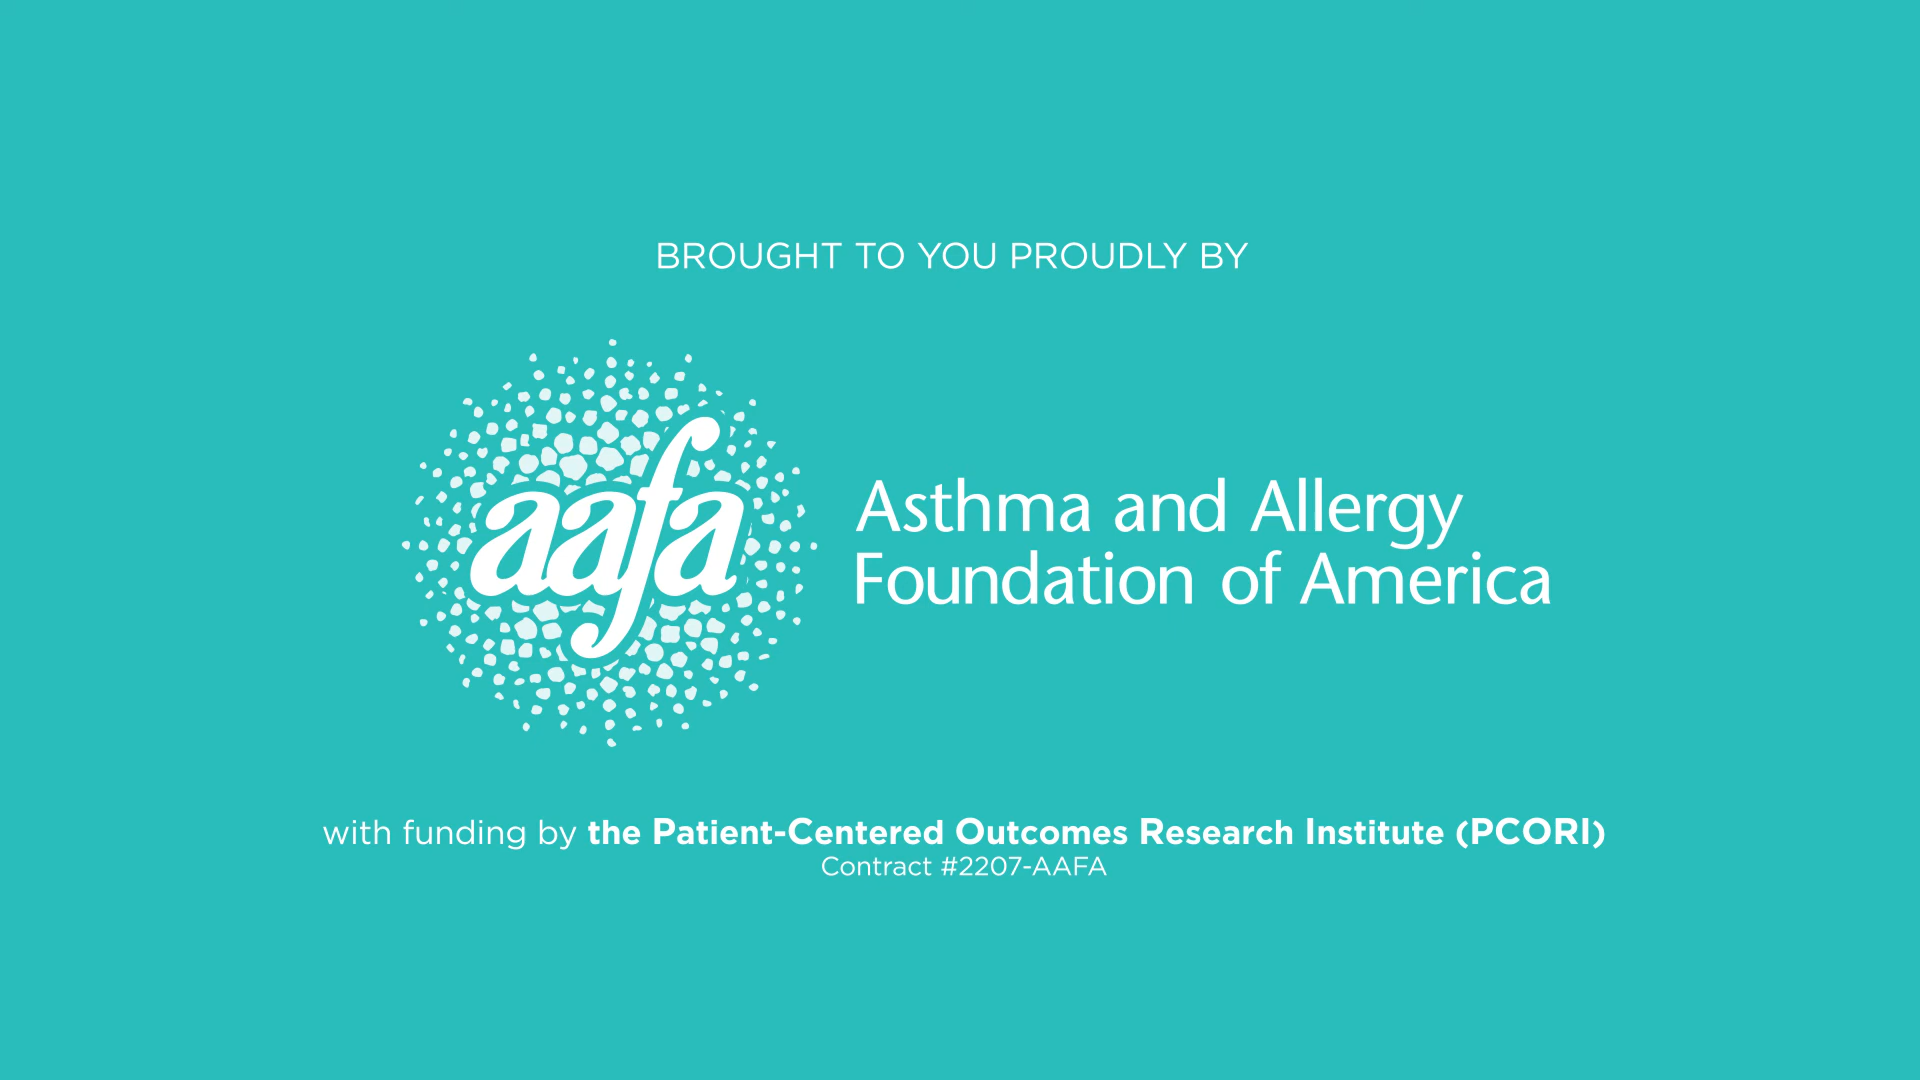 BROUGHT TO YOU PROUDLY BY
aafa
Asthma and Allergy
Foundation of America
with funding by the Patient-Centered Outcomes Research Institute (PCORI)
Contract #2207-AAFA